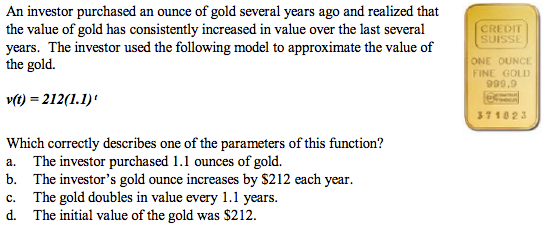 An investor purchased an ounce of gold several years ago and realized that
the value of gold has consistently increased in value over the last several
years. The investor used the following model to approximate the value of
the gold.
v(t) = 212(1.1)ᵗ
Which correctly describes one of the parameters of this function?
a. The investor purchased 1.1 ounces of gold.
b. The investor's gold ounce increases by $212 each year.
c. The gold doubles in value every 1.1 years.
d. The initial value of the gold was $212.
CREDIT
SUISSE
ONE OUNCE
FINE GOLD
999,9
371823